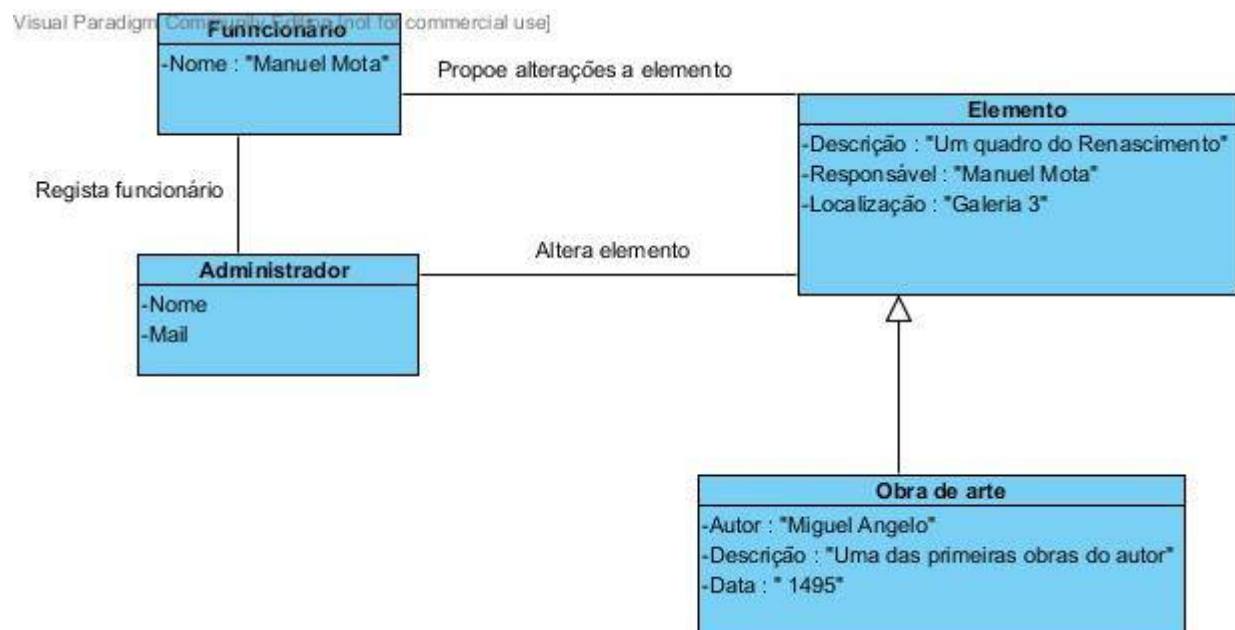 Visual Paradigm Community Edition [not for commercial use]
Funncionário
-Nome : "Manuel Mota"
Propoe alterações a elemento
Elemento
-Descrição : "Um quadro do Renascimento"
-Responsável : "Manuel Mota"
-Localização : "Galeria 3"
Regista funcionário
Altera elemento
Administrador
-Nome
-Mail
Obra de arte
-Autor : "Miguel Angelo"
-Descrição : "Uma das primeiras obras do autor"
-Data : " 1495"